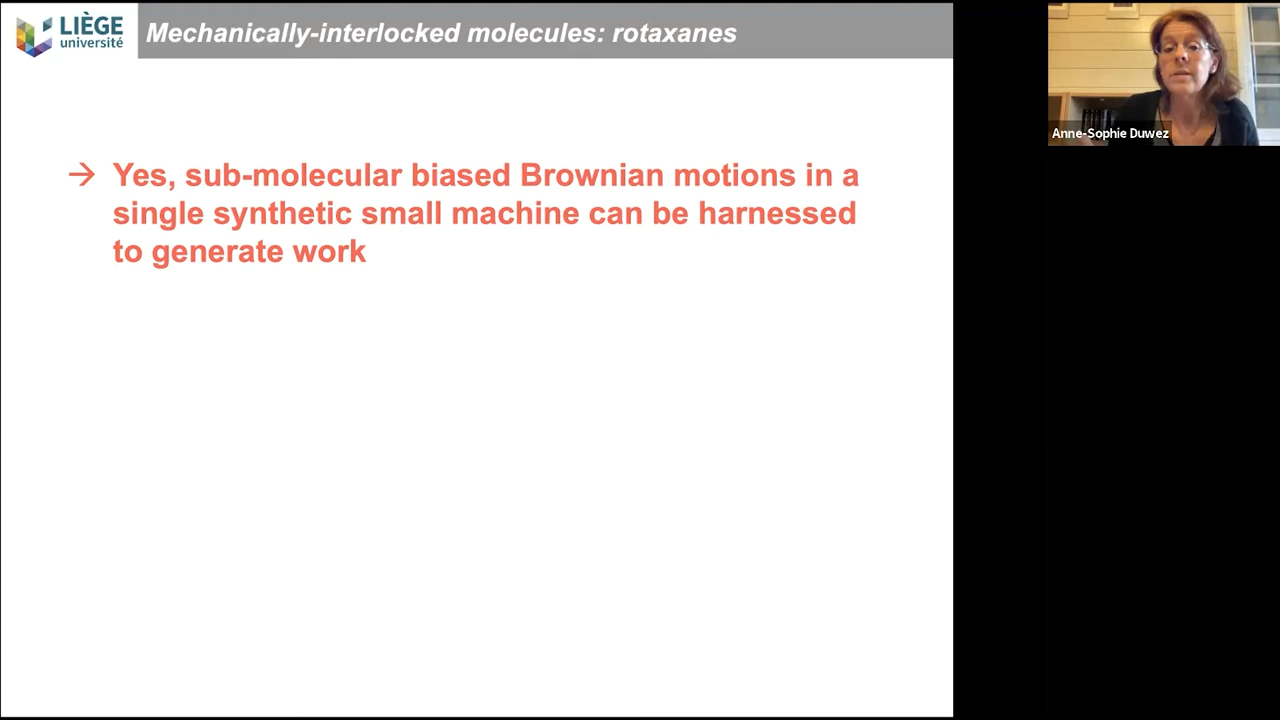 LIÈGE
université
Mechanically-interlocked molecules: rotaxanes
→ Yes, sub-molecular biased Brownian motions in a
single synthetic small machine can be harnessed
to generate work
Anne-Sophie Duwez